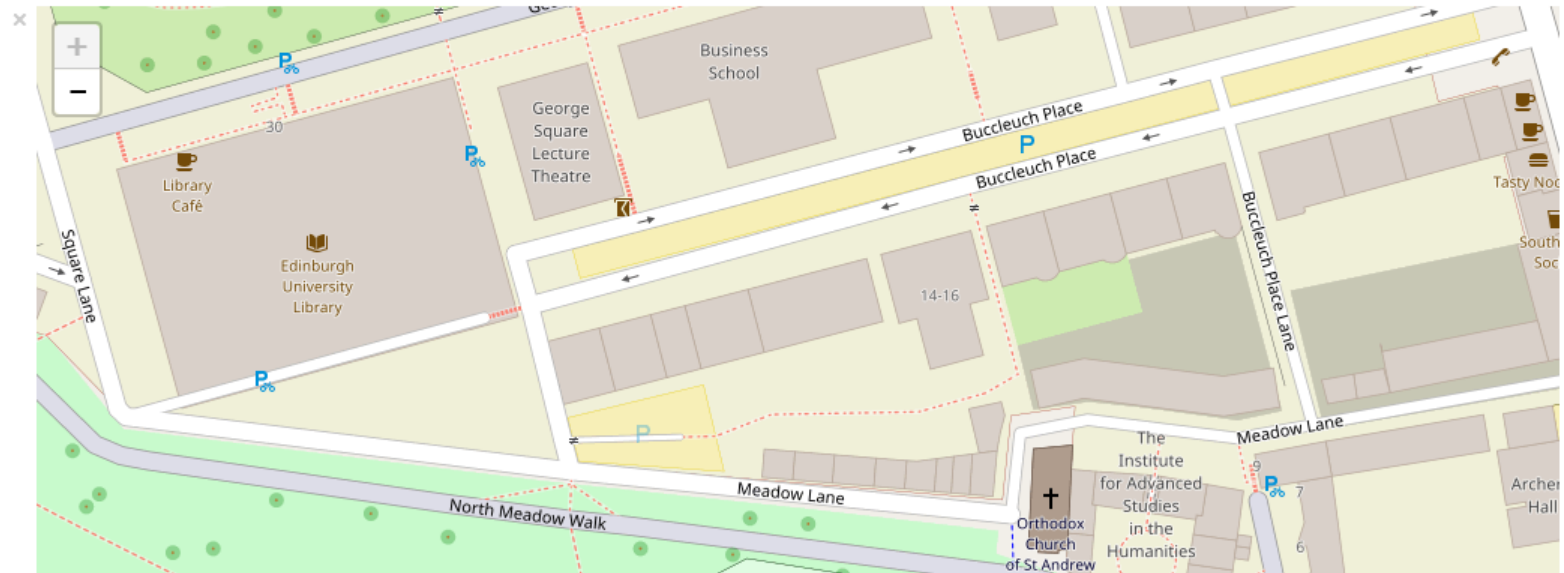 ×
+
−
30
Library
Café
Edinburgh
University
Library
Square Lane
George
Square
Lecture
Theatre
Business
School
Buccleuch Place
P
Buccleuch Place
14-16
Buccleuch Place Lane
Tasty
South
Soc
P
Meadow Lane
North Meadow Walk
Meadow Lane
Orthodox
Church
of St Andrew
The
Institute
for Advanced
Studies
in the
Humanities
9
7
6
Archer
Hall
P
P
P
P